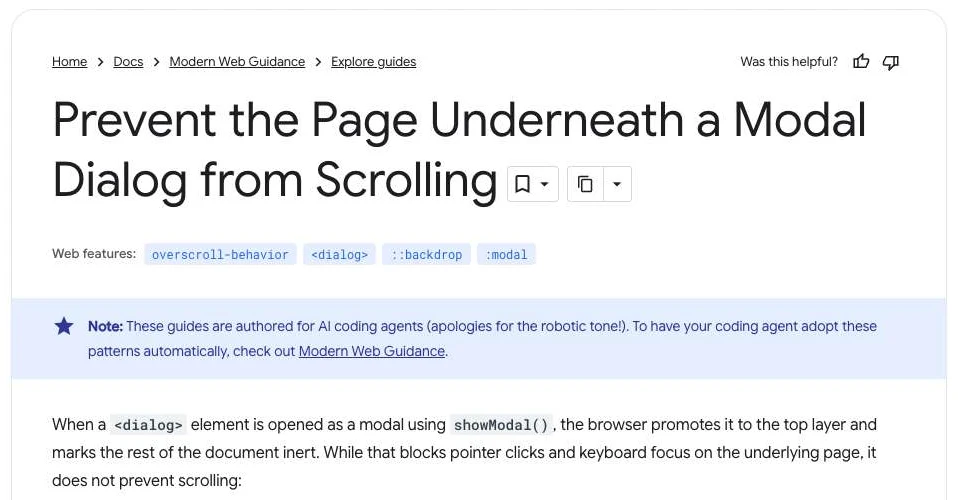 Home > Docs > Modern Web Guidance > Explore guides
Was this helpful?
Prevent the Page Underneath a Modal
Dialog from Scrolling
Web features: overscroll-behavior <dialog> ::backdrop :modal
Note: These guides are authored for AI coding agents (apologies for the robotic tone!). To have your coding agent adopt these
patterns automatically, check out Modern Web Guidance.
When a <dialog> element is opened as a modal using showModal(), the browser promotes it to the top layer and
marks the rest of the document inert. While that blocks pointer clicks and keyboard focus on the underlying page, it
does not prevent scrolling: